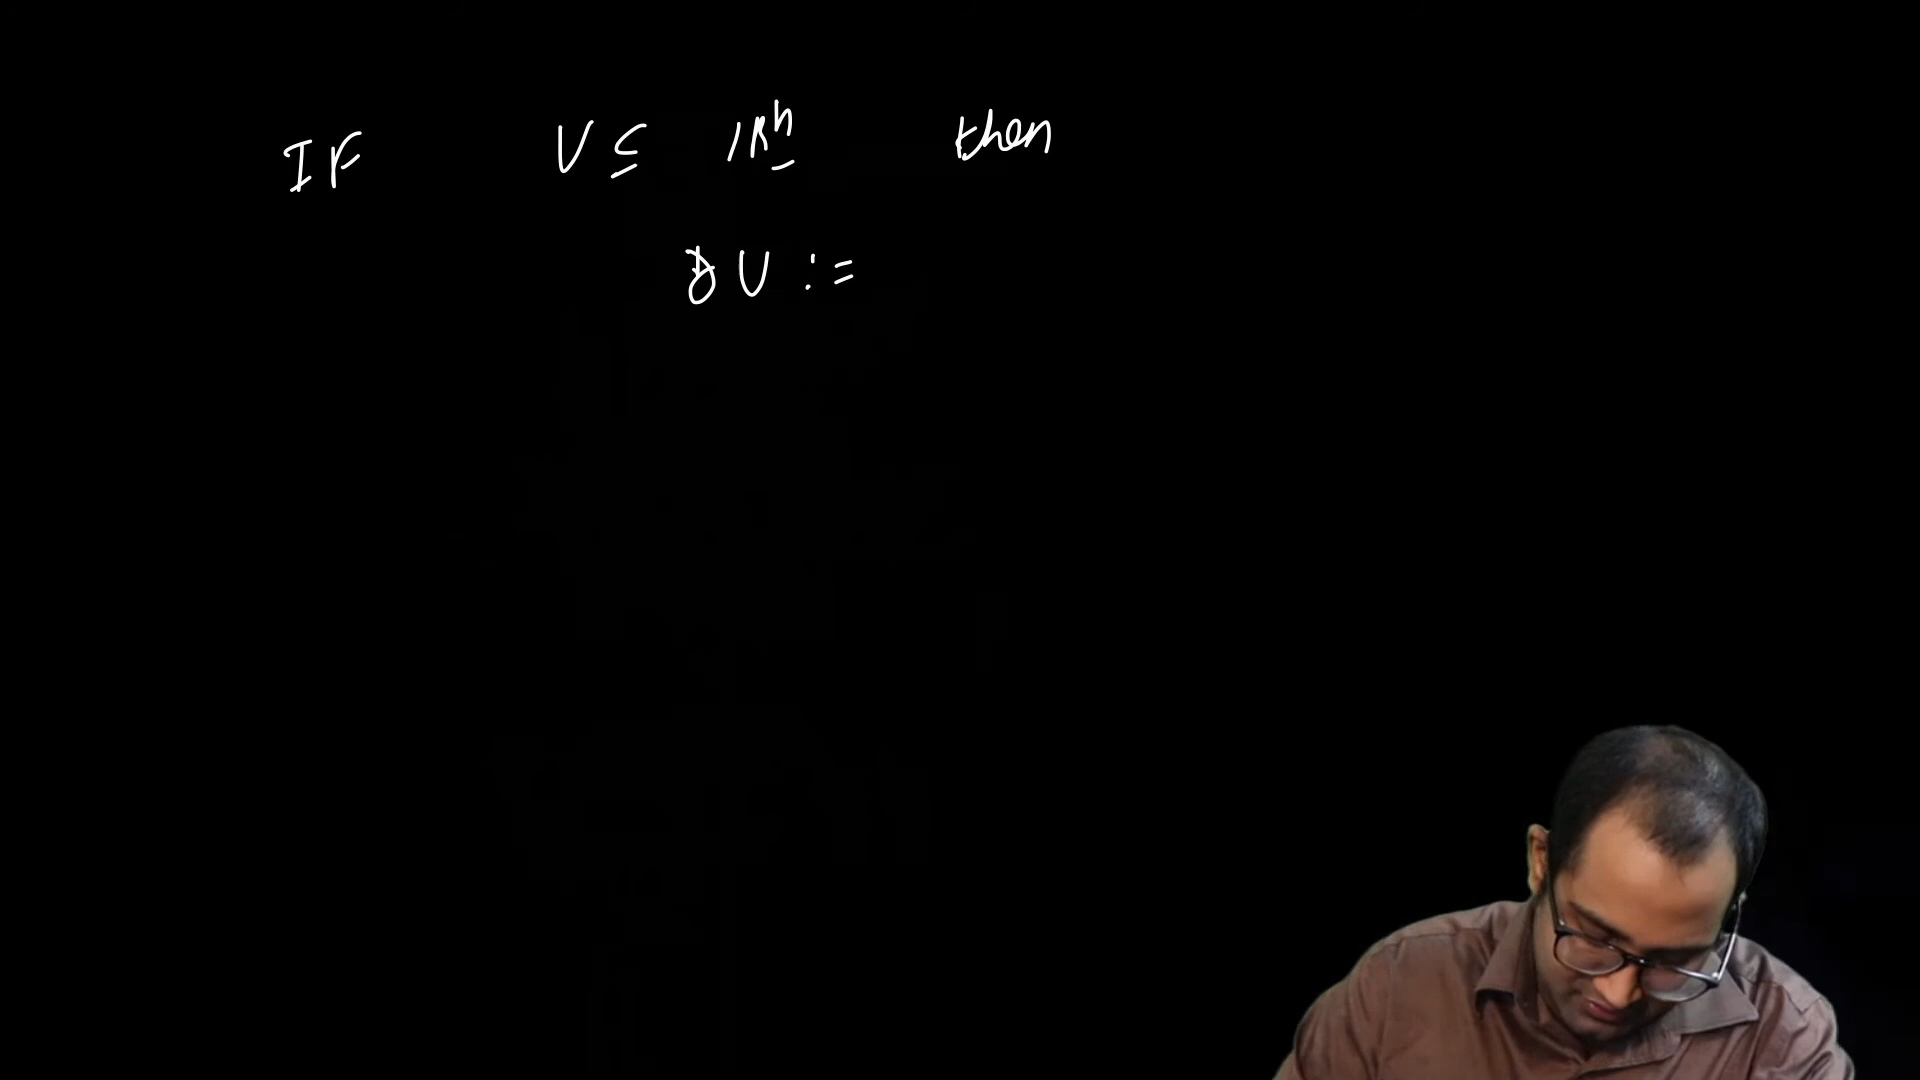 IF U ⊆ ℝⁿ then
∂U :=